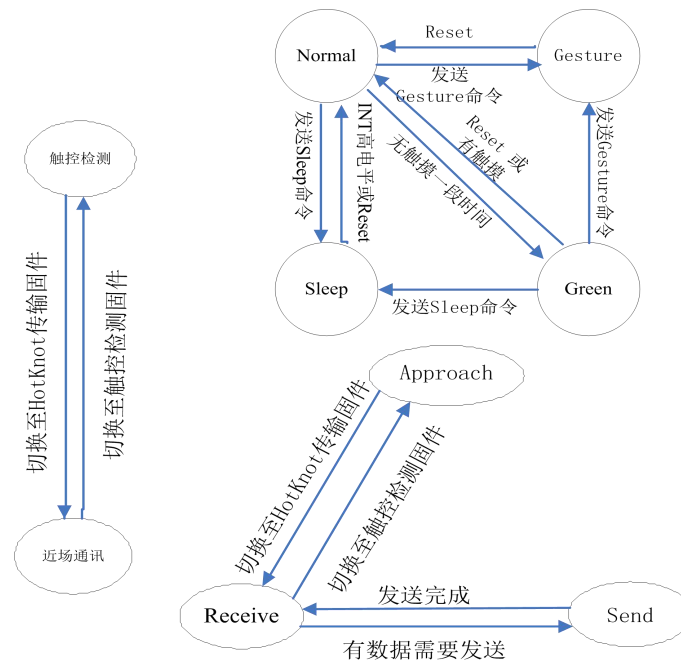 Normal
Reset
Gesture
发送
Gesture命令
触控检测
发送Sleep命令
INT高电平或Reset
Reset 或
有触摸
无触摸一段时间
发送Gesture命令
Sleep
Green
发送Sleep命令
切换至HotKnot传输固件
切换至触控检测固件
近场通讯
Approach
切换至HotKnot传输固件
切换至触控检测固件
Receive
发送完成
Send
有数据需要发送